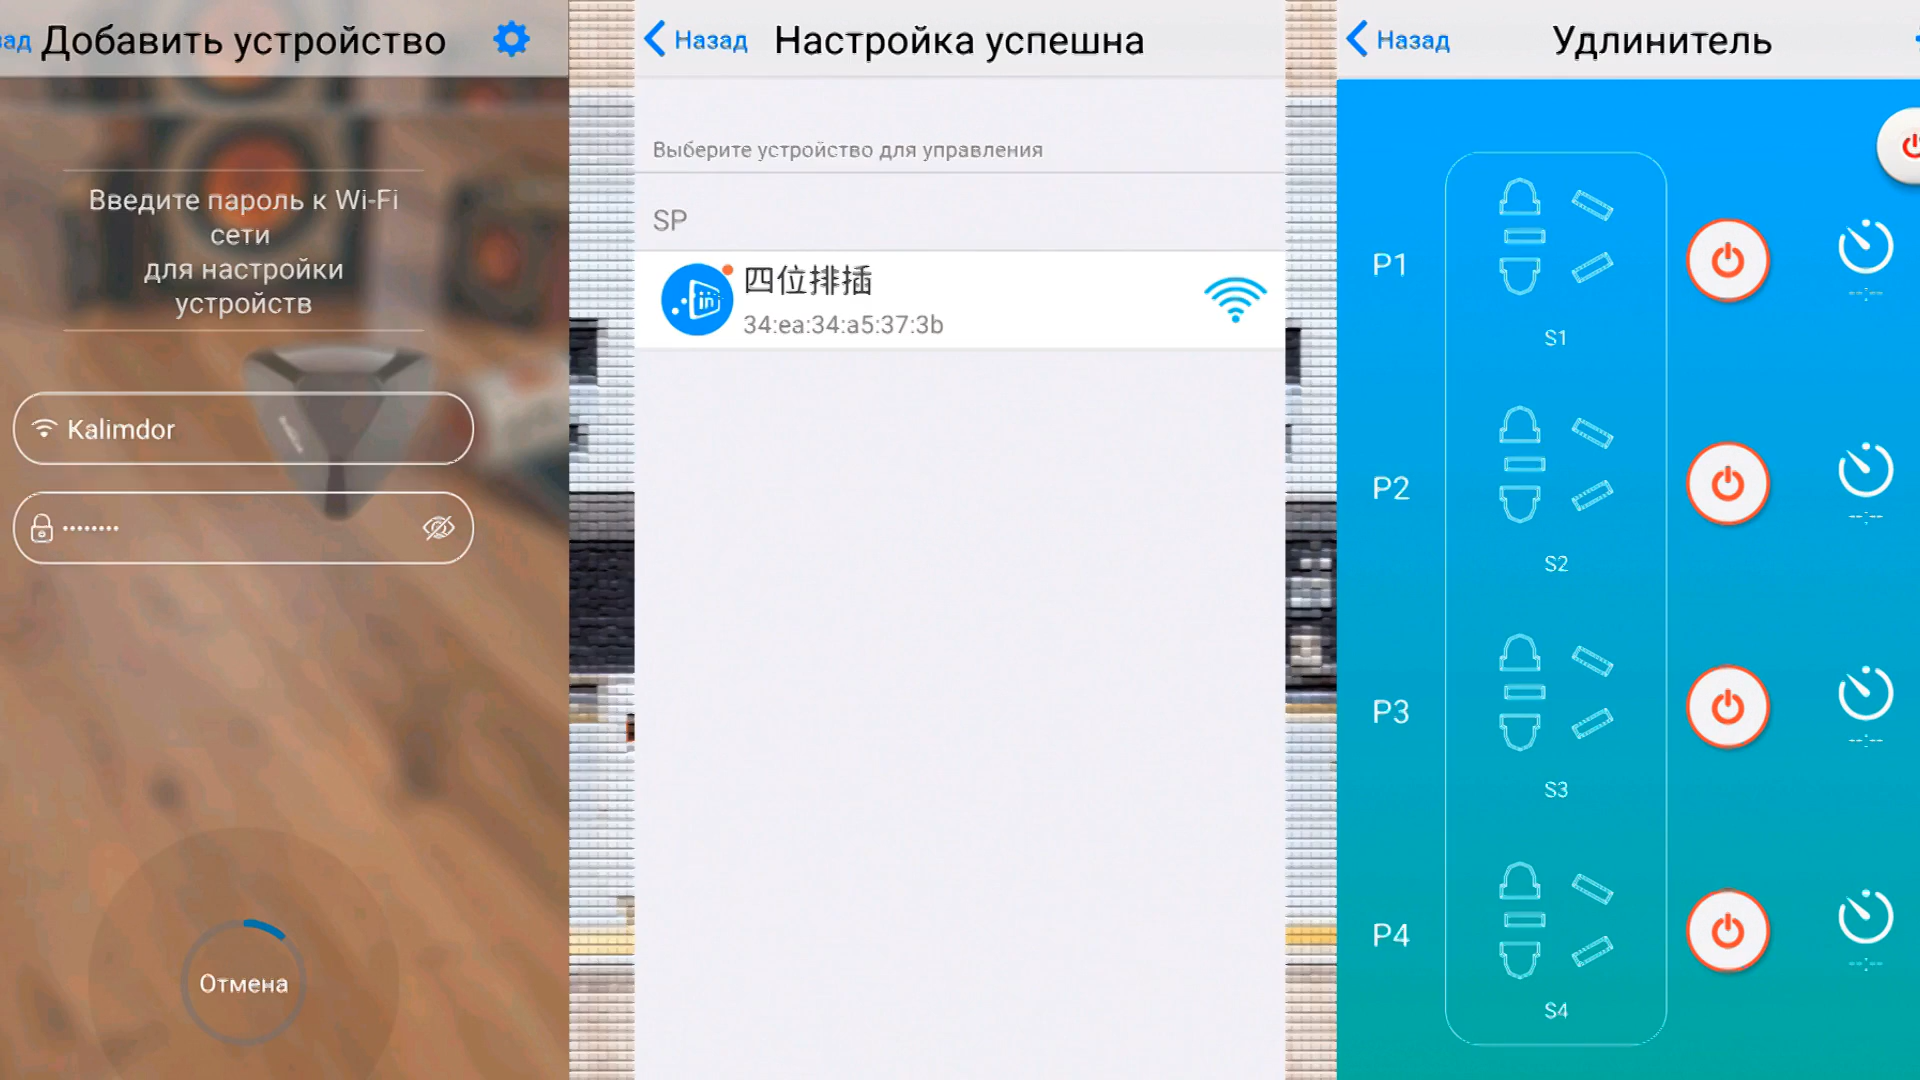 Добавить устройство
Введите пароль к Wi-Fi
сети
для настройки
устройств
Kalimdor
••••••••
Отмена
Назад
Настройка успешна
Выберите устройство для управления
SP
in
四位排插
34:ea:34:a5:37:3b
Назад
Удлинитель
P1
--:--
S1
P2
--:--
S2
P3
--:--
S3
P4
--:--
S4